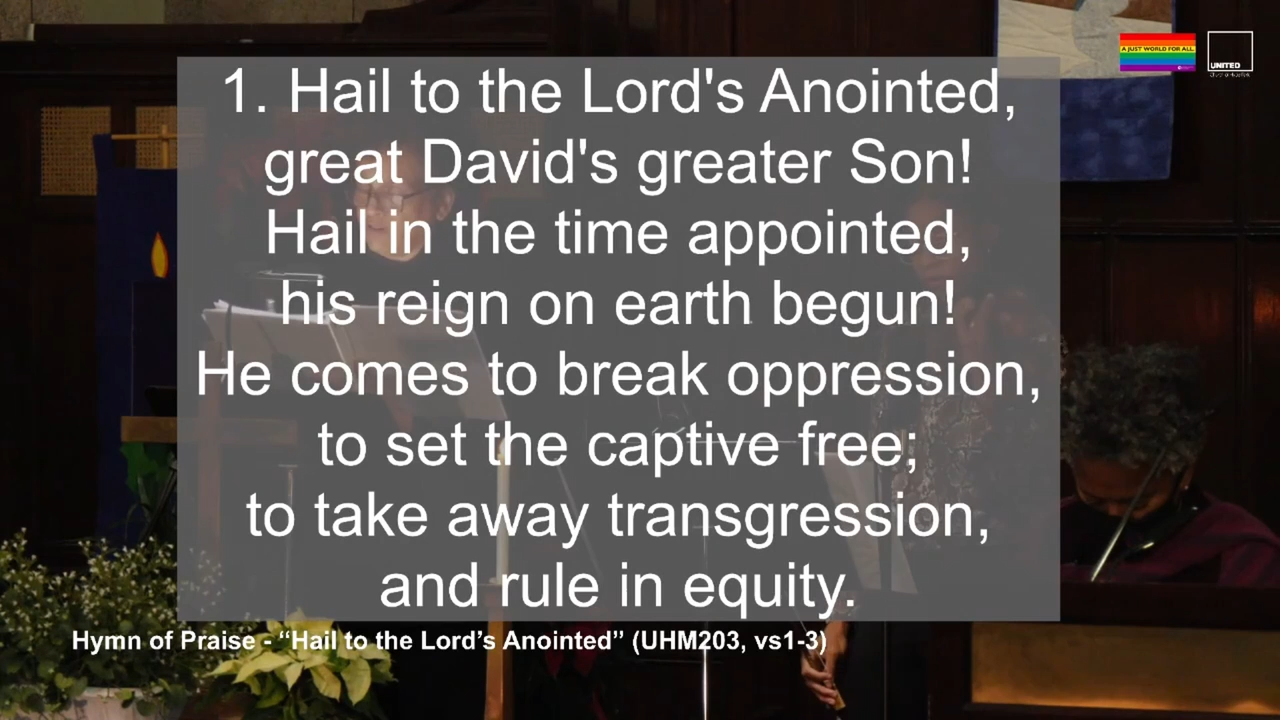 A JUST WORLD FOR ALL
UNITED
1. Hail to the Lord's Anointed,
great David's greater Son!
Hail in the time appointed,
his reign on earth begun!
He comes to break oppression,
to set the captive free;
to take away transgression,
and rule in equity.
Hymn of Praise - “Hail to the Lord’s Anointed” (UHM203, vs1-3)